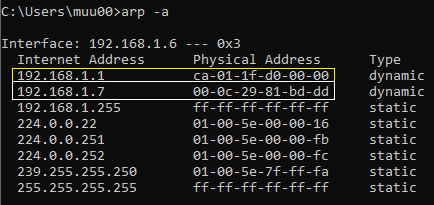 C:\Users\muu00>arp -a
Interface: 192.168.1.6 --- 0x3
Internet Address Physical Address Type
192.168.1.1 ca-01-1f-d0-00-00 dynamic
192.168.1.7 00-0c-29-81-bd-dd dynamic
192.168.1.255 ff-ff-ff-ff-ff-ff static
224.0.0.22 01-00-5e-00-00-16 static
224.0.0.251 01-00-5e-00-00-fb static
224.0.0.252 01-00-5e-00-00-fc static
239.255.255.250 01-00-5e-7f-ff-fa static
255.255.255.255 ff-ff-ff-ff-ff-ff static